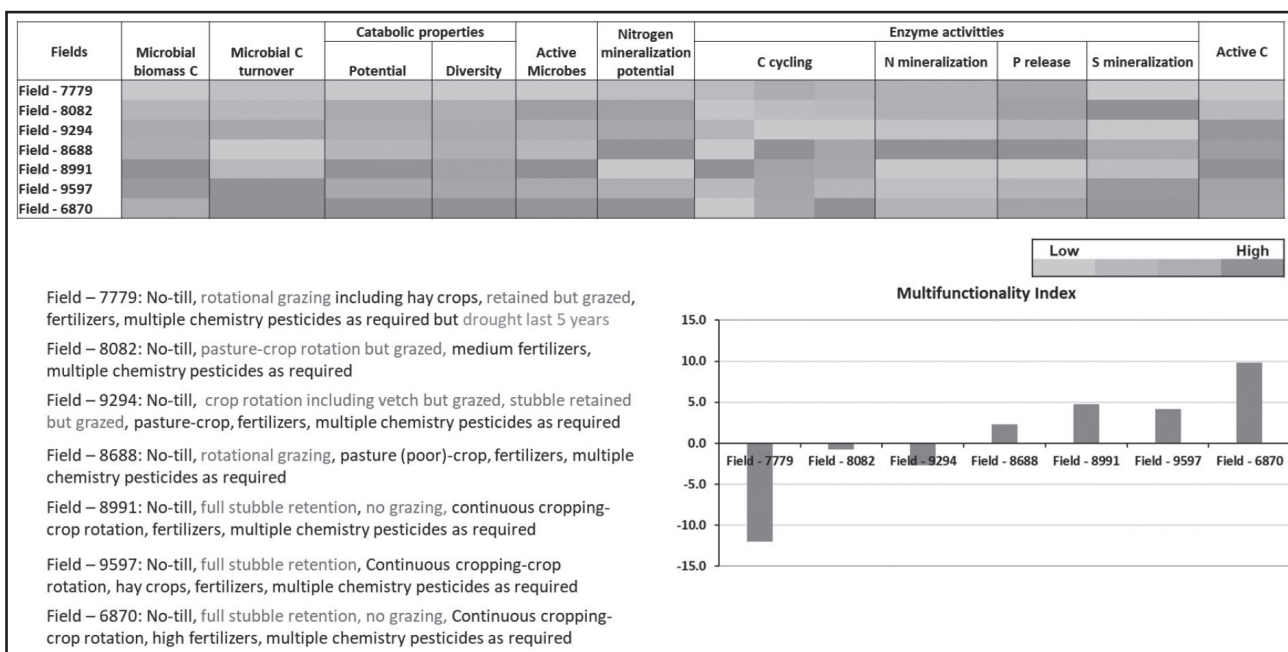 Fields
Microbial
biomass C
Microbial C
turnover
Catabolic properties
Potential
Diversity
Active
Microbes
Nitrogen
mineralization
potential
Enzyme activitties
C cycling
N mineralization
P release
S mineralization
Active C
Field - 7779
Field - 8082
Field - 9294
Field - 8688
Field - 8991
Field - 9597
Field - 6870
Low High
Field – 7779: No-till, rotational grazing including hay crops, retained but grazed,
fertilizers, multiple chemistry pesticides as required but drought last 5 years
Field – 8082: No-till, pasture-crop rotation but grazed, medium fertilizers,
multiple chemistry pesticides as required
Field – 9294: No-till, crop rotation including vetch but grazed, stubble retained
but grazed, pasture-crop, fertilizers, multiple chemistry pesticides as required
Field – 8688: No-till, rotational grazing, pasture (poor)-crop, fertilizers, multiple
chemistry pesticides as required
Field – 8991: No-till, full stubble retention, no grazing, continuous cropping-
crop rotation, fertilizers, multiple chemistry pesticides as required
Field – 9597: No-till, full stubble retention, Continuous cropping-crop
rotation, hay crops, fertilizers, multiple chemistry pesticides as required
Field – 6870: No-till, full stubble retention, no grazing, Continuous cropping-
crop rotation, high fertilizers, multiple chemistry pesticides as required
Multifunctionality Index
15.0
10.0
5.0
0.0
-5.0
-10.0
-15.0
Field - 7779 Field - 8082 Field - 9294 Field - 8688 Field - 8991 Field - 9597 Field - 6870